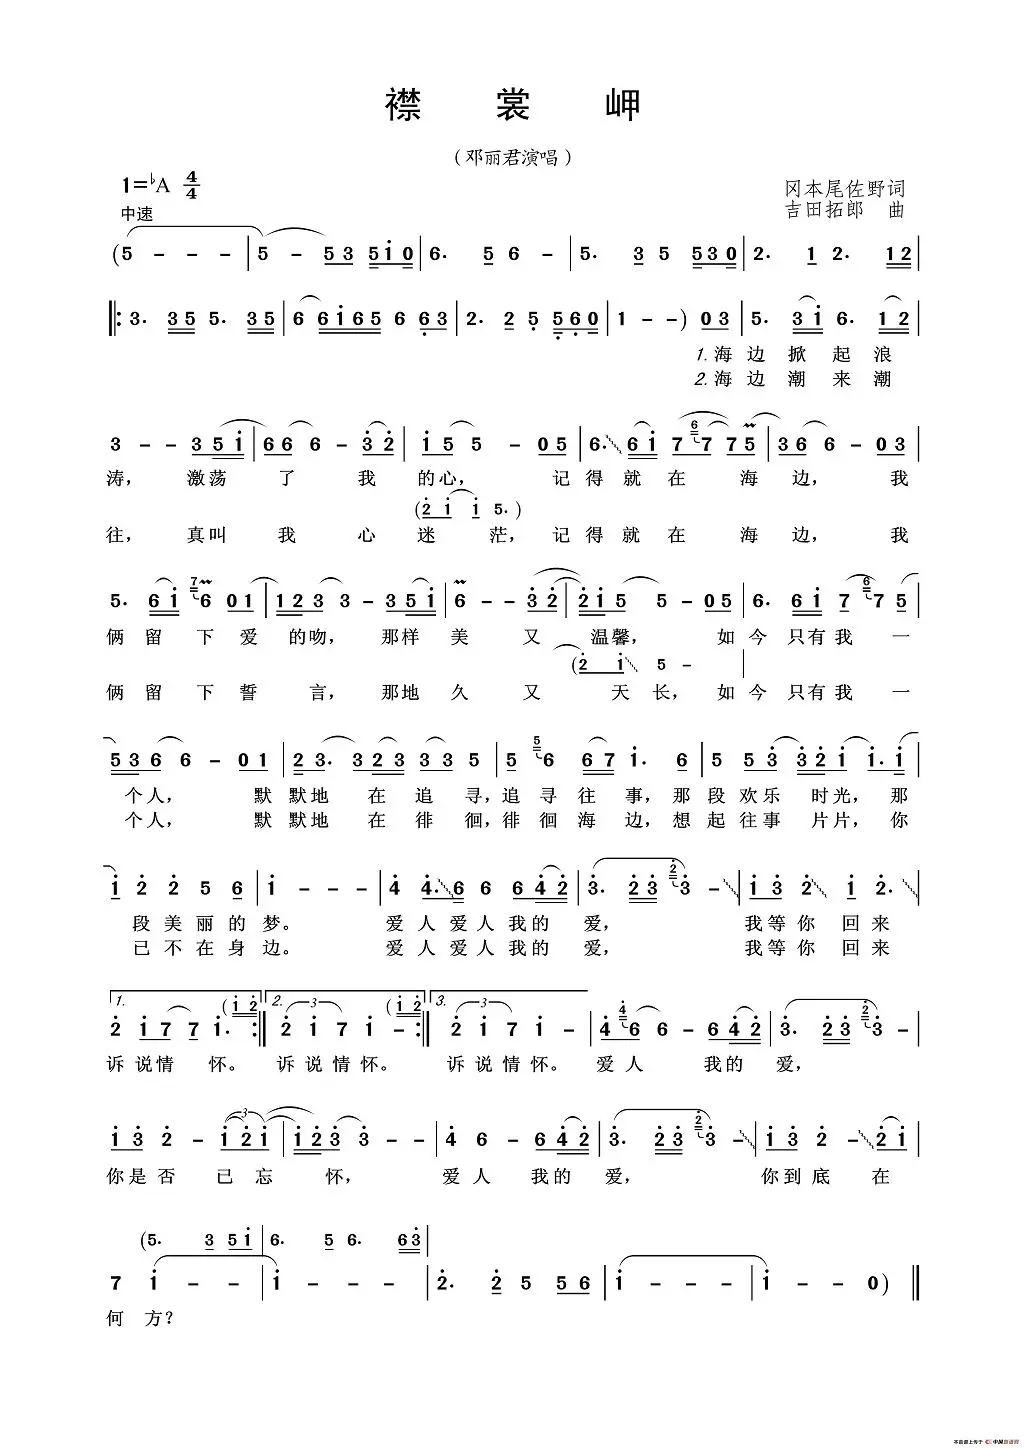 襟 裳 岬
（邓丽君演唱）
1=♭A 4/4
中速
冈本尾佐野词
吉田拓郎 曲
(5 - - - | 5 - 5 3 5 i 0 | 6. 5 6 - | 5. 3 5 5 3 0 | 2. 1 2. 1 2 |
|: 3. 3 5 5. 3 5 | 6 6 i 6 5 6 6 3 | 2. 2 5 5 6 0 | 1 - - ) 0 3 | 5. 3 i 6. 1 2 |
1.海 边 掀 起 浪
2.海 边 潮 来 潮
3 - - 3 5 i | 6 6 6 - 3 2 | i 5 5 - 0 5 | 6. 6 i 7 6 7 7 5 | 3 6 6 - 0 3 |
涛， 激荡 了 我 的心， 记 得 就 在 海 边， 我
(2 i i 5. )
往， 真叫 我 心 迷 茫， 记 得 就 在 海 边， 我
5. 6 i 7 6 0 1 | 1 2 3 3 - 3 5 i | 6 - - 3 2 | 2 i 5 5 - 0 5 | 6. 6 i 7 6 7 5 |
俩 留 下 爱 的吻， 那样 美 又 温馨， 如 今 只有 我 一
(2 i 5 - |
俩 留 下 誓 言， 那地 久 又 天 长， 如 今 只有 我 一
5 3 6 6 - 0 1 | 2 3. 3 2 3 3 3 5 | 5 5 6 6 7 i. 6 | 5 5 3 3 2 i i. i |
个人， 默 默地 在 追 寻，追 寻 往 事，那 段 欢乐 时光，那
个人， 默 默地 在 徘 徊，徘 徊 海 边，想 起 往事 片片，你
i 2 2 5 6 | i - - - | 4 4. 6 6 6 4 2 | 3. 2 3 2 3 - | i 3 2 i 2. |
段 美 丽 的 梦。 爱 人 爱 人 我 的 爱， 我 等 你 回 来
已 不 在 身 边。 爱 人 爱 人 我 的 爱， 我 等 你 回 来
1. (i 2 2. 3 (i 2 3. 3
2 i 7 7 i. :| 2 i 7 i - :| 2 i 7 i - | 4 4 6 6 - 6 4 2 | 3. 2 3 2 3 - |
诉 说 情 怀。 诉 说 情 怀。 诉 说 情 怀。 爱 人 我 的 爱，
3
i 3 2 - i 2 i | i 2 3 3 - - | 4 6 - 6 4 2 | 3. 2 3 2 3 - | i 3 2 - 2 i |
你 是 否 已 忘 怀， 爱 人 我 的 爱， 你 到 底 在
(5. 3 5 i | 6. 5 6. 6 3 |
7 i - - | i - - - | 2. 2 5 5 6 | i - - - | i - - 0 ) ||
何 方？